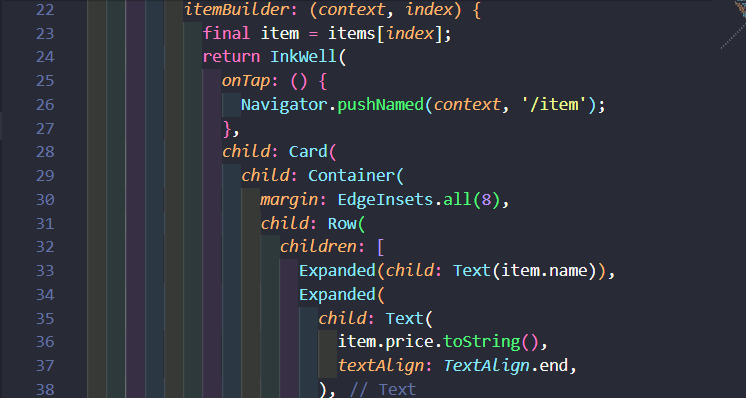 22 itemBuilder: (context, index) {
23 final item = items[index];
24 return InkWell(
25 onTap: () {
26 Navigator.pushNamed(context, '/item');
27 },
28 child: Card(
29 child: Container(
30 margin: EdgeInsets.all(8),
31 child: Row(
32 children: [
33 Expanded(child: Text(item.name)),
34 Expanded(
35 child: Text(
36 item.price.toString(),
37 textAlign: TextAlign.end,
38 ), // Text